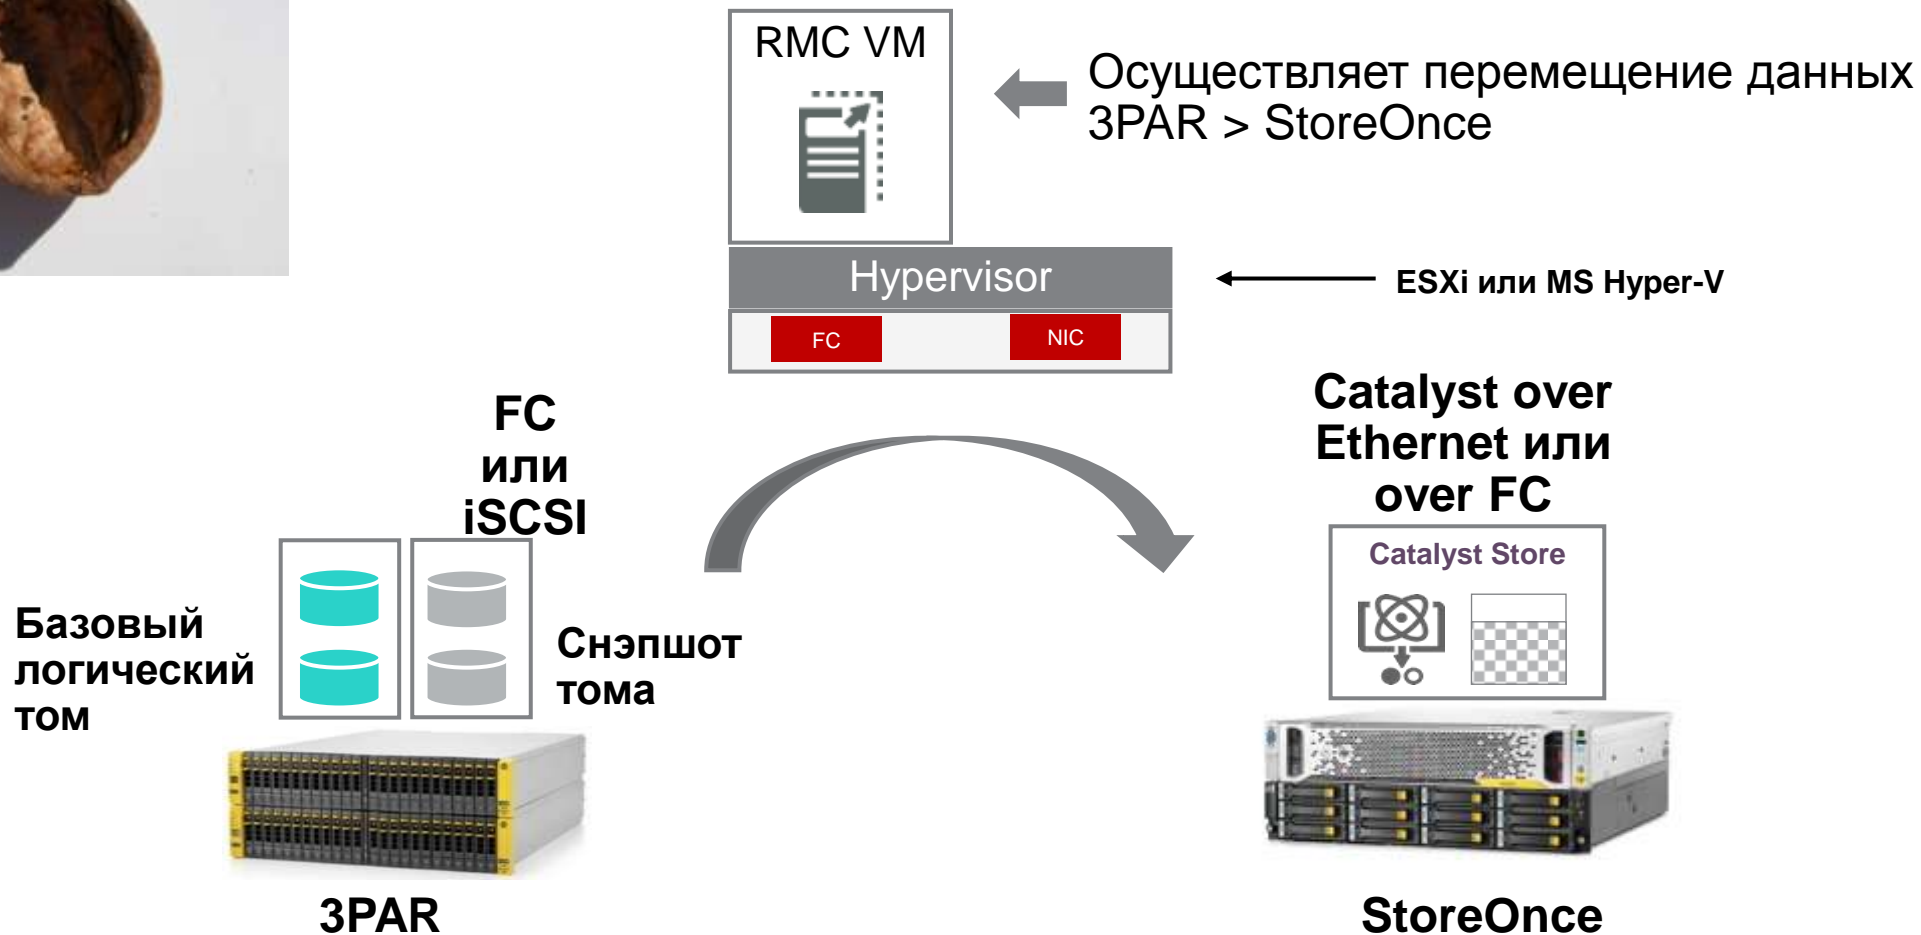 RMC VM
Осуществляет перемещение данных
3PAR > StoreOnce
Hypervisor
ESXi или MS Hyper-V
FC
NIC
FC
или
iSCSI
Catalyst over
Ethernet или
over FC
Catalyst Store
Базовый
логический
том
Снэпшот
тома
3PAR
StoreOnce